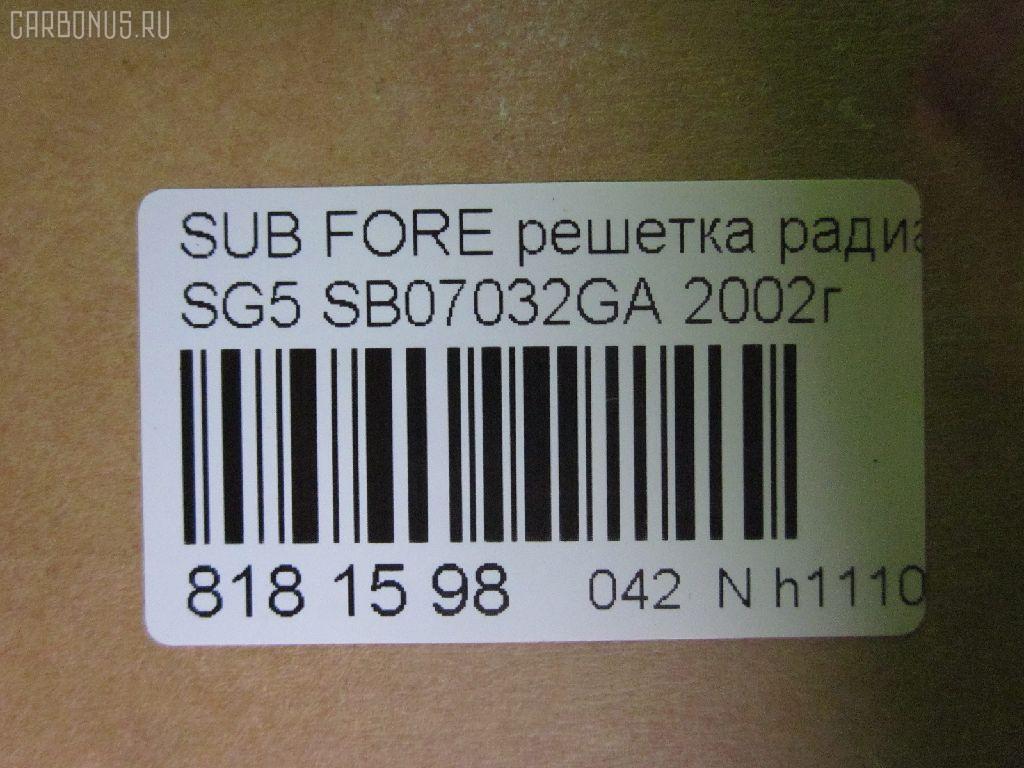 CARBONUS.RU
SUB FORE решетка радиа
SG5 SB07032GA 2002г
818 15 98 042 N h1110